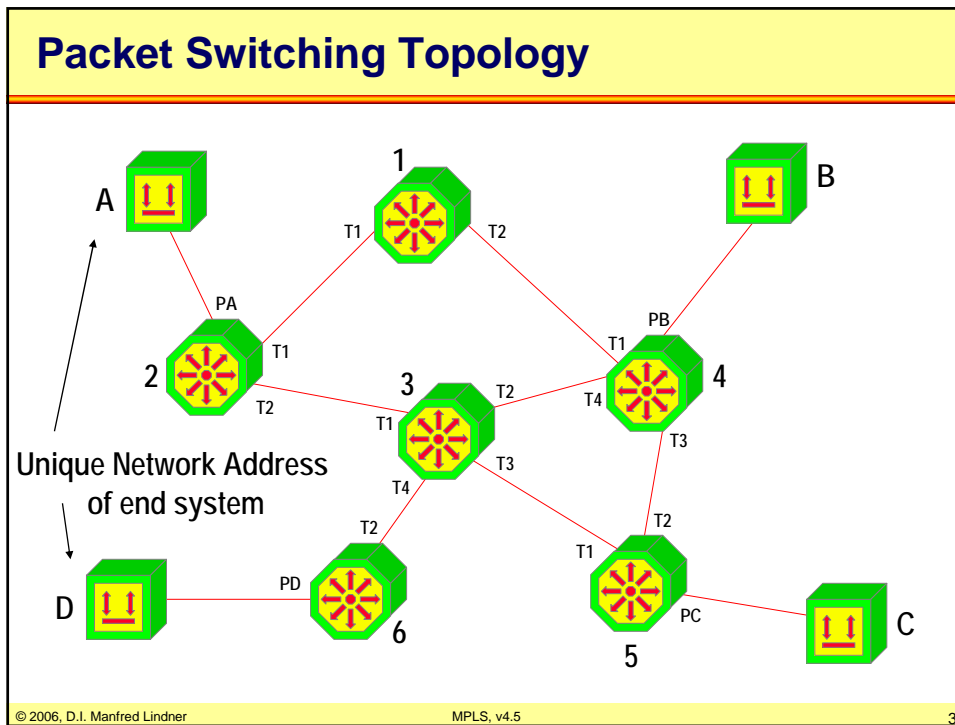 Packet Switching Topology
1
A
B
T1
T2
PA
PB
T1
T1
2
4
3
T2
T4
T2
T1
T3
Unique Network Address
of end system
T3
T4
T2
T2
T1
D
PD
PC
C
6
5
© 2006, D.I. Manfred Lindner
MPLS, v4.5
3